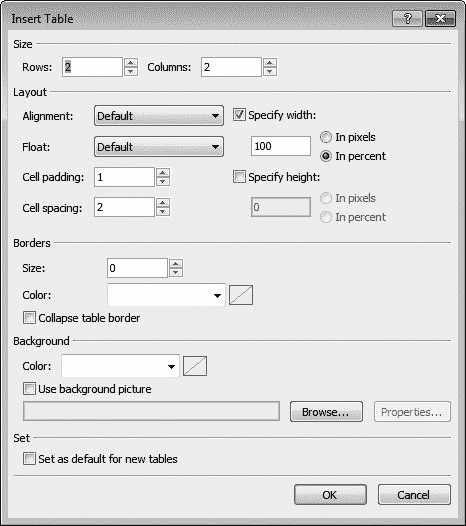 Insert Table
Size
Rows: 2 Columns: 2
Layout
Alignment: Default Specify width:
Float: Default 100 In pixels
In percent
Cell padding: 1 Specify height:
Cell spacing: 2 0 In pixels
In percent
Borders
Size: 0
Color:
Collapse table border
Background
Color:
Use background picture
Browse... Properties...
Set
Set as default for new tables
OK Cancel